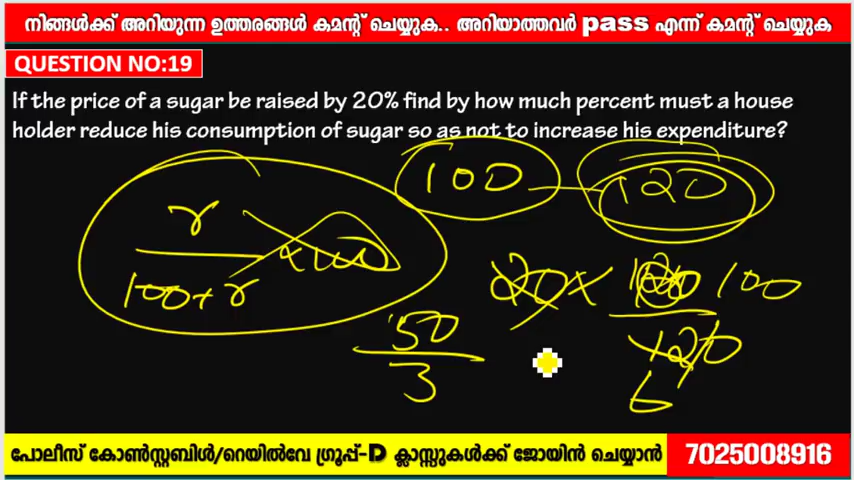 നിങ്ങൾക്ക് അറിയുന്ന ഉത്തരങ്ങൾ കമന്റ് ചെയ്യുക.. അറിയാത്തവർ pass എന്ന് കമന്റ് ചെയ്യുക
QUESTION NO:19
If the price of a sugar be raised by 20% find by how much percent must a house
holder reduce his consumption of sugar so as not to increase his expenditure?
100 120
r
100+r
×100
20×
100
120
6
50
3
പോലീസ് കോൺസ്റ്റബിൾ/റെയിൽവേ ഗ്രൂപ്പ്-D ക്ലാസ്സുകൾക്ക് ജോയിൻ ചെയ്യാൻ 7025008916